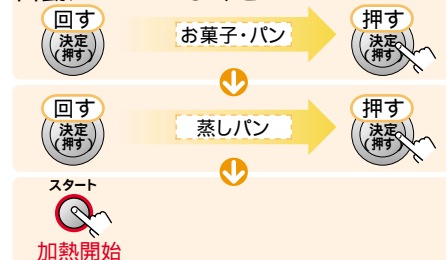 回す
決定
(押す)
お菓子・パン
押す
決定
(押す)
回す
決定
(押す)
蒸しパン
押す
決定
(押す)
スタート
加熱開始